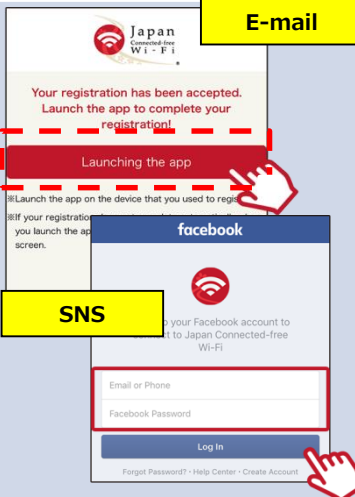 E-mail
Japan
Connected-free
Wi-Fi
Your registration has been accepted.
Launch the app to complete your
registration!
Launching the app
※Launch the app on the device that you used to regis
※If your registration
you launch the ap
screen.
facebook
SNS
your Facebook account to
to Japan Connected-free
Wi-Fi
Email or Phone
Facebook Password
Log In
Forgot Password? · Help Center · Create Account